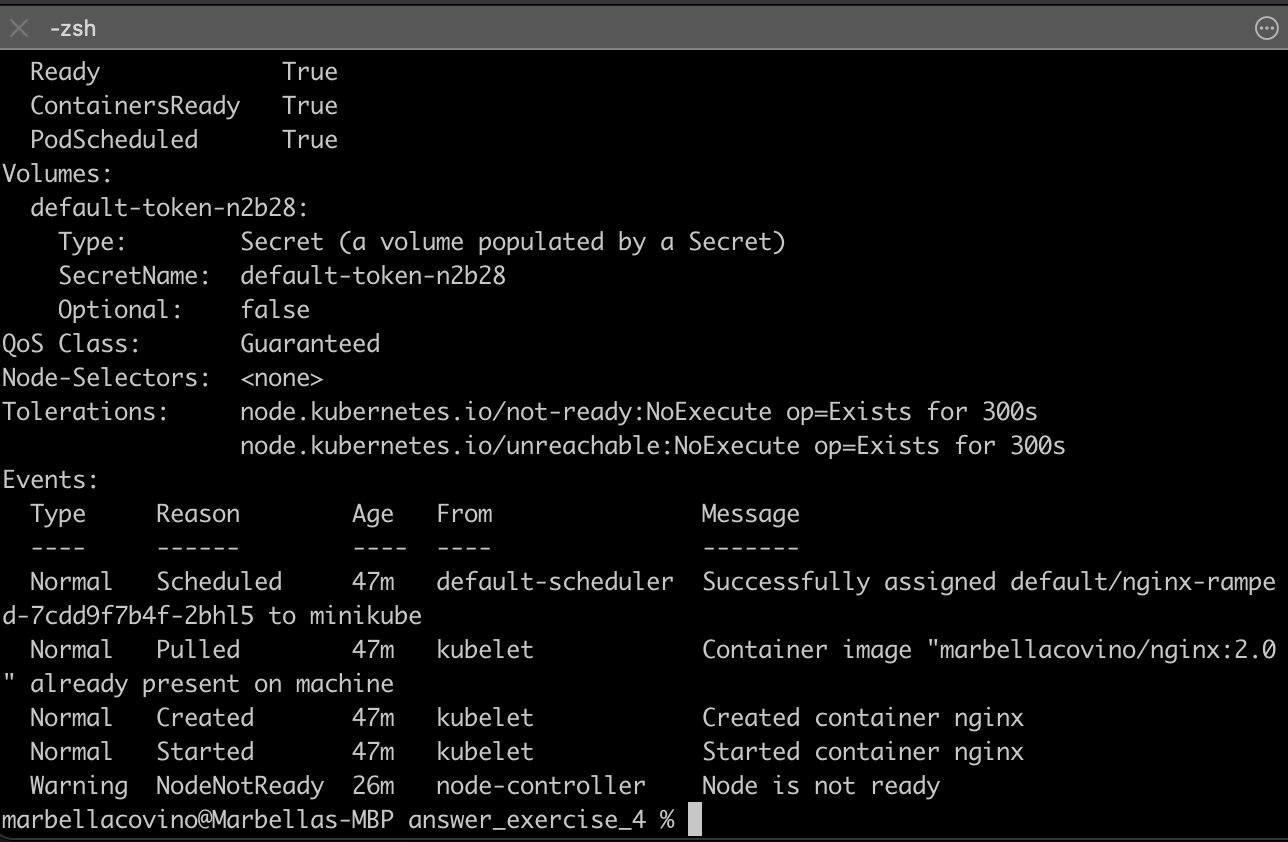 -zsh
Ready True
ContainersReady True
PodScheduled True
Volumes:
default-token-n2b28:
Type: Secret (a volume populated by a Secret)
SecretName: default-token-n2b28
Optional: false
QoS Class: Guaranteed
Node-Selectors: <none>
Tolerations: node.kubernetes.io/not-ready:NoExecute op=Exists for 300s
node.kubernetes.io/unreachable:NoExecute op=Exists for 300s
Events:
Type Reason Age From Message
---- ------ ---- ---- -------
Normal Scheduled 47m default-scheduler Successfully assigned default/nginx-rampe
d-7cdd9f7b4f-2bhl5 to minikube
Normal Pulled 47m kubelet Container image "marbellacovino/nginx:2.0
" already present on machine
Normal Created 47m kubelet Created container nginx
Normal Started 47m kubelet Started container nginx
Warning NodeNotReady 26m node-controller Node is not ready
marbellacovino@Marbellas-MBP answer_exercise_4 %